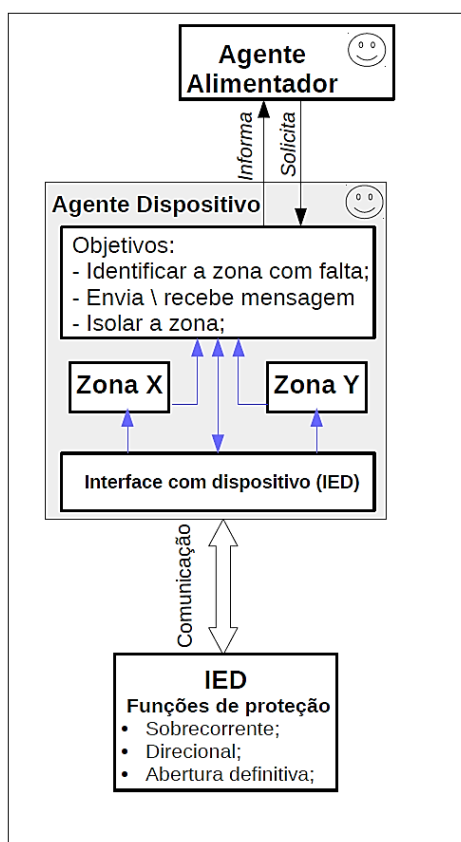 Agente
Alimentador
Informa
Solicita
Agente Dispositivo
Objetivos:
- Identificar a zona com falta;
- Envia \ recebe mensagem
- Isolar a zona;
Zona X
Zona Y
Interface com dispositivo (IED)
Comunicação
IED
Funções de proteção
• Sobrecorrente;
• Direcional;
• Abertura definitiva;